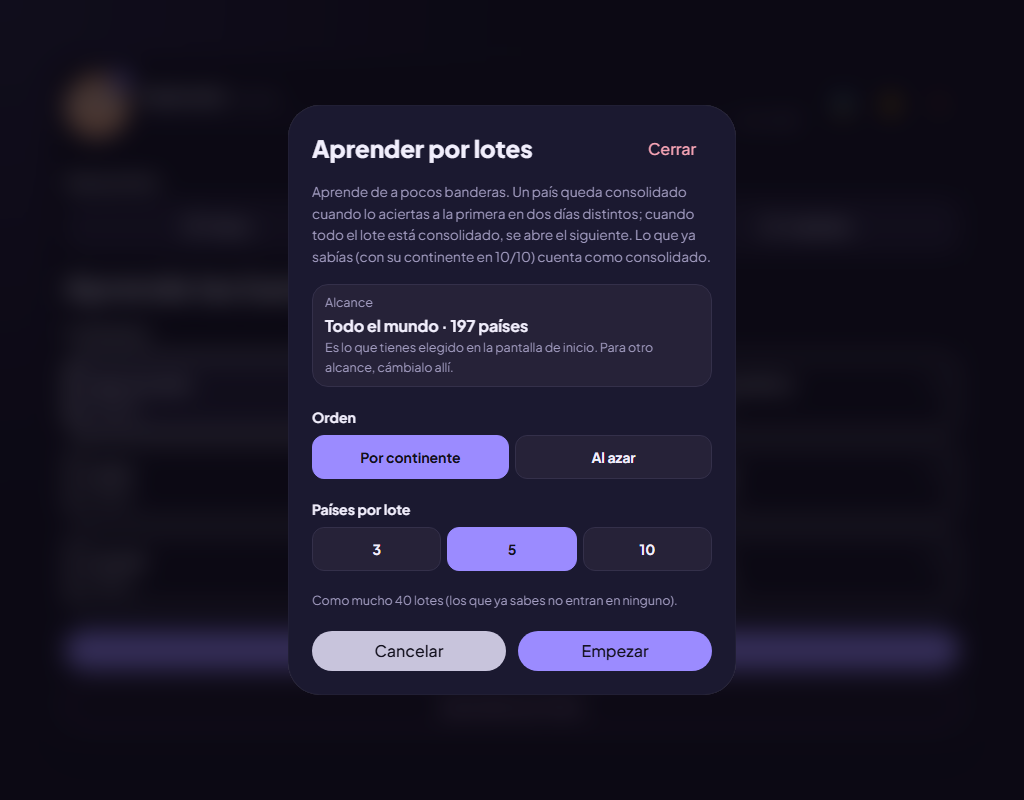 Aprender por lotes
Cerrar
Aprende de a pocos banderas. Un país queda consolidado
cuando lo aciertas a la primera en dos días distintos; cuando
todo el lote está consolidado, se abre el siguiente. Lo que ya
sabías (con su continente en 10/10) cuenta como consolidado.
Alcance
Todo el mundo · 197 países
Es lo que tienes elegido en la pantalla de inicio. Para otro
alcance, cámbialo allí.
Orden
Por continente
Al azar
Países por lote
3
5
10
Como mucho 40 lotes (los que ya sabes no entran en ninguno).
Cancelar
Empezar